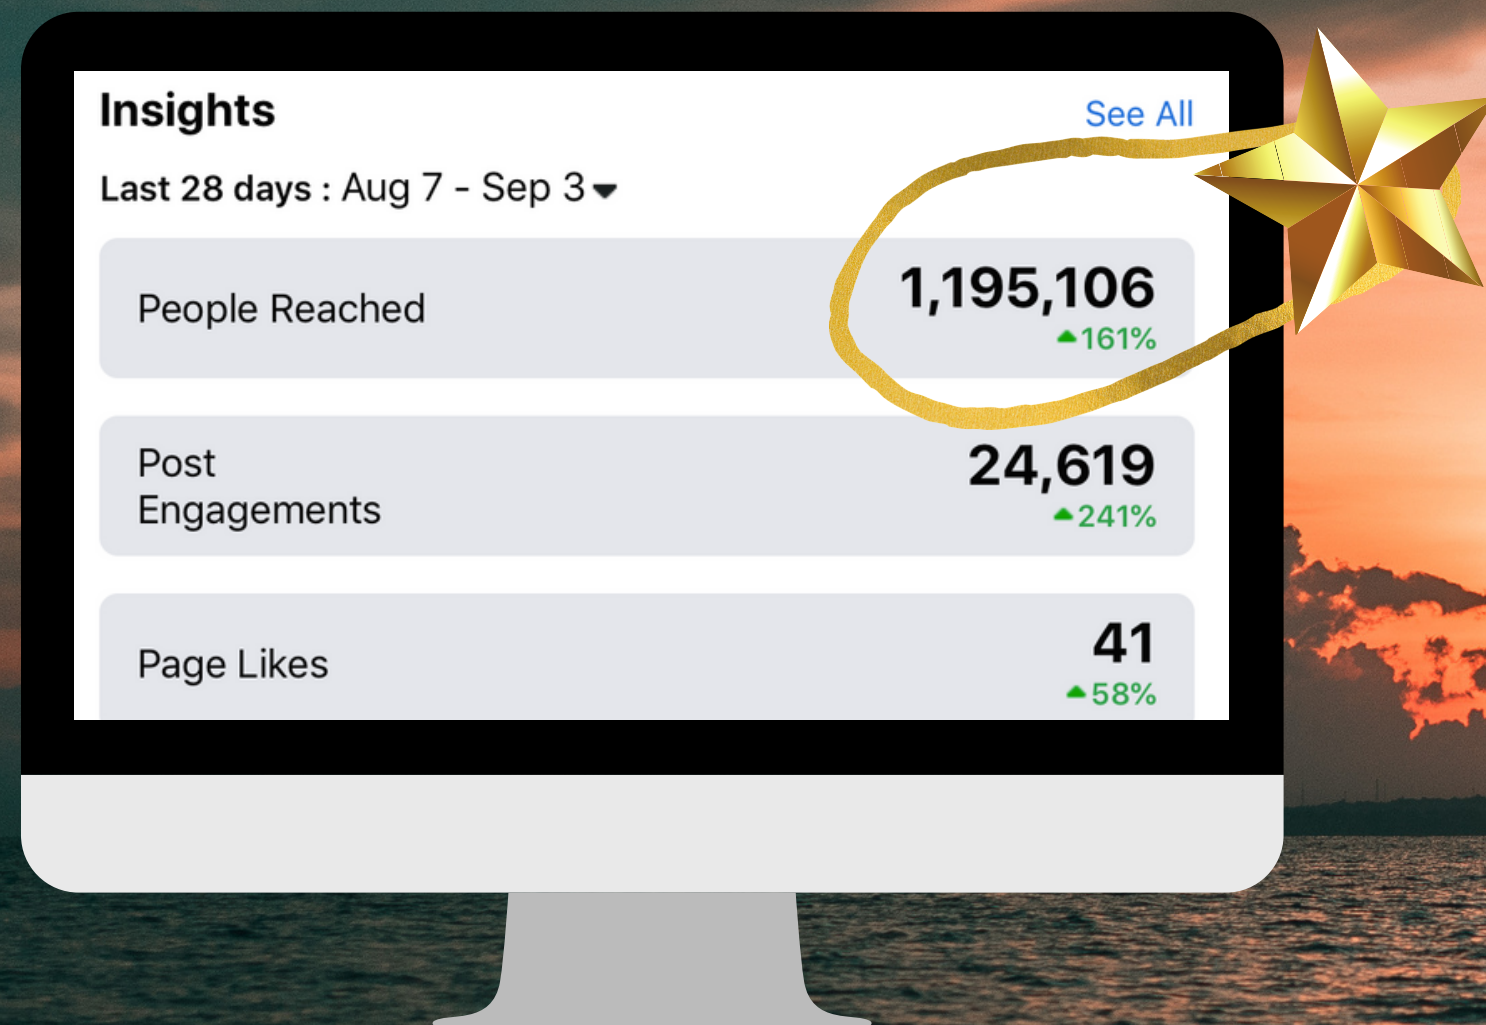 Insights
See All
Last 28 days : Aug 7 - Sep 3
People Reached
1,195,106
161%
Post
Engagements
24,619
241%
Page Likes
41
58%